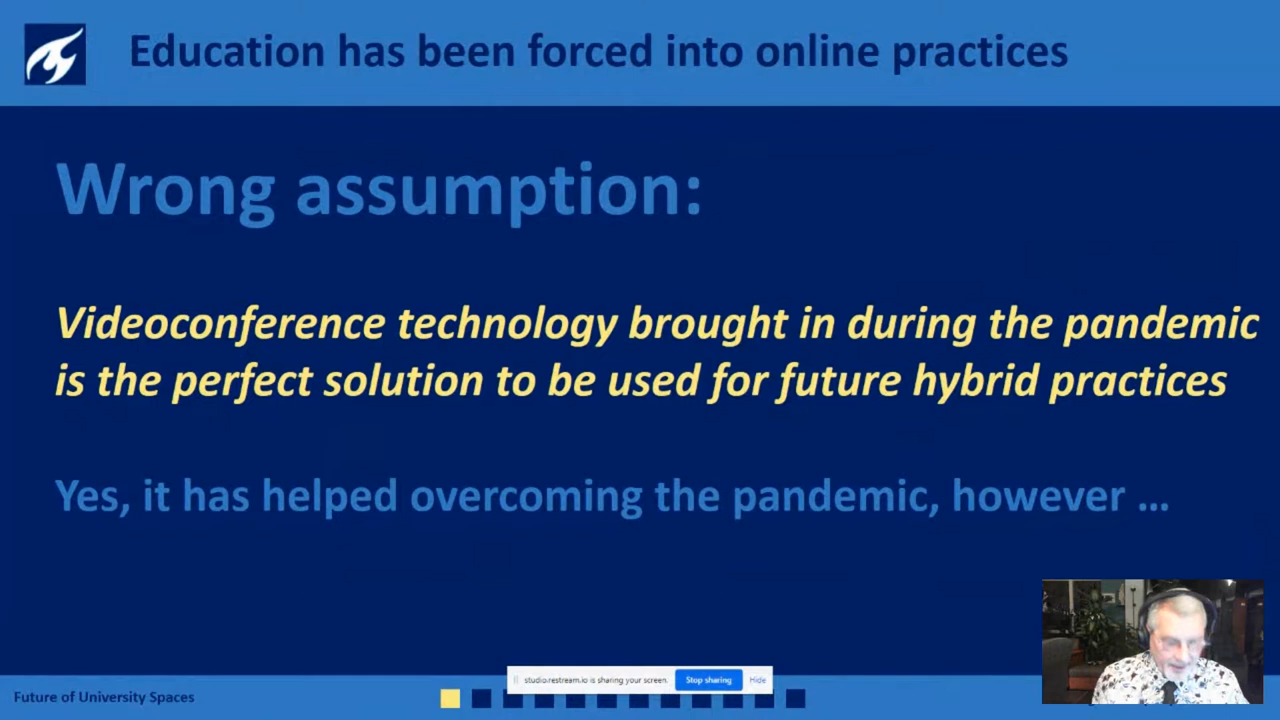 Education has been forced into online practices
Wrong assumption:
Videoconference technology brought in during the pandemic
is the perfect solution to be used for future hybrid practices
Yes, it has helped overcoming the pandemic, however ...
studio.restream.io is sharing your screen.
Stop sharing
Hide
Future of University Spaces